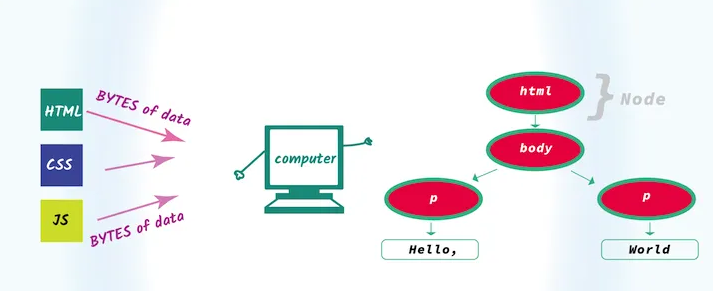 HTML
BYTES of data
CSS
JS
BYTES of data
computer
html
} Node
body
p
p
Hello,
World